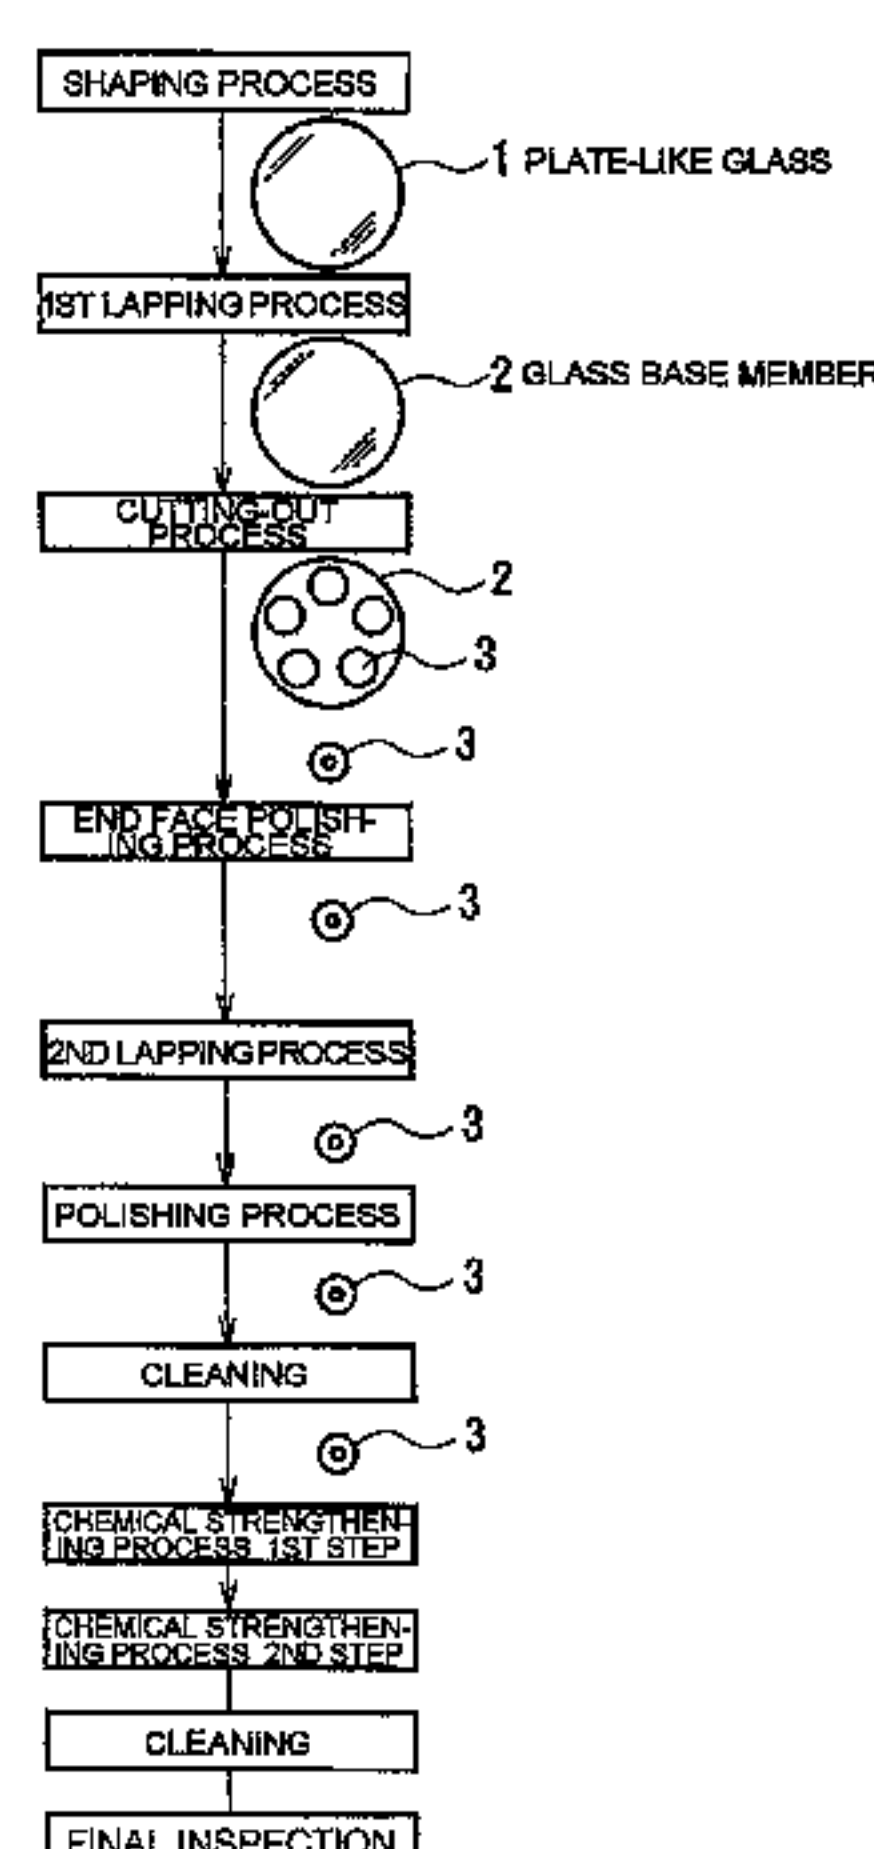 SHAPING PROCESS
1 PLATE-LIKE GLASS
1ST LAPPING PROCESS
2 GLASS BASE MEMBER
CUTTING-OUT
PROCESS
2
3
3
END FACE POLISH-
ING PROCESS
3
2ND LAPPING PROCESS
3
POLISHING PROCESS
3
CLEANING
3
CHEMICAL STRENGTHEN-
ING PROCESS 1ST STEP
CHEMICAL STRENGTHEN-
ING PROCESS 2ND STEP
CLEANING
FINAL INSPECTION